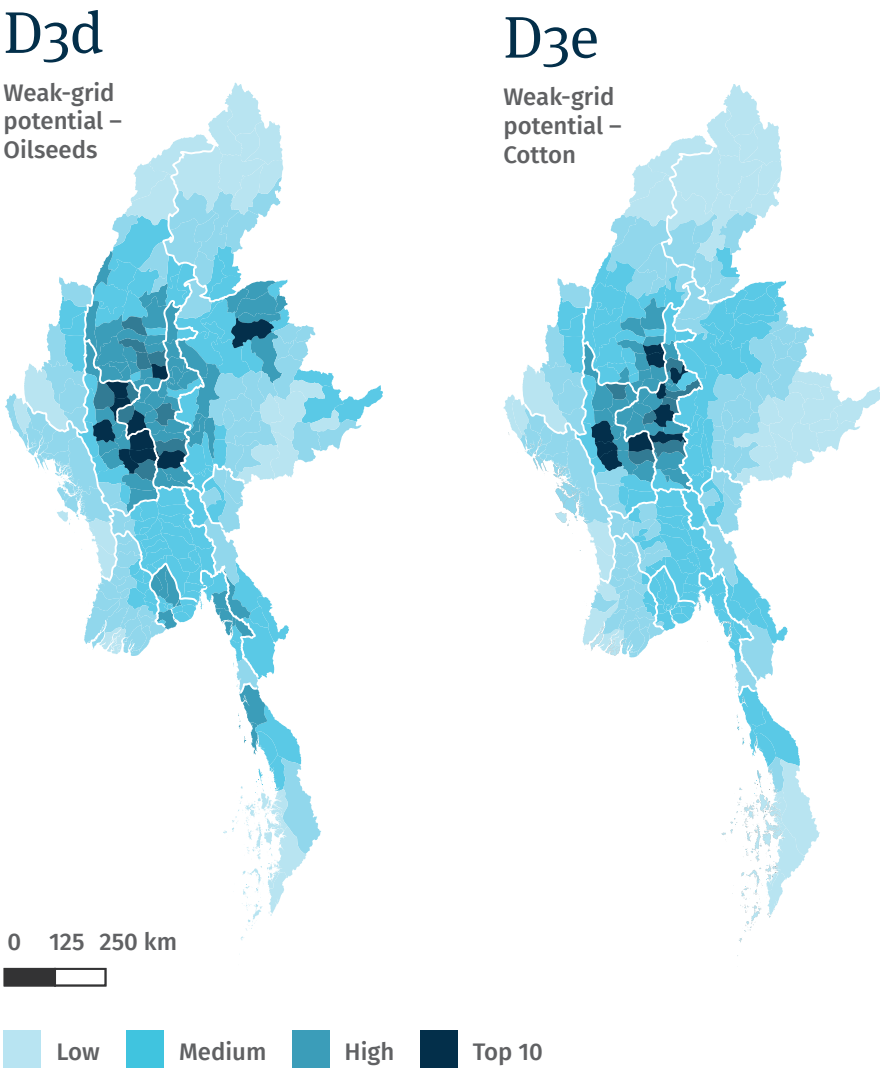 D3d
Weak-grid
potential –
Oilseeds
D3e
Weak-grid
potential –
Cotton
0 125 250 km
Low Medium High Top 10